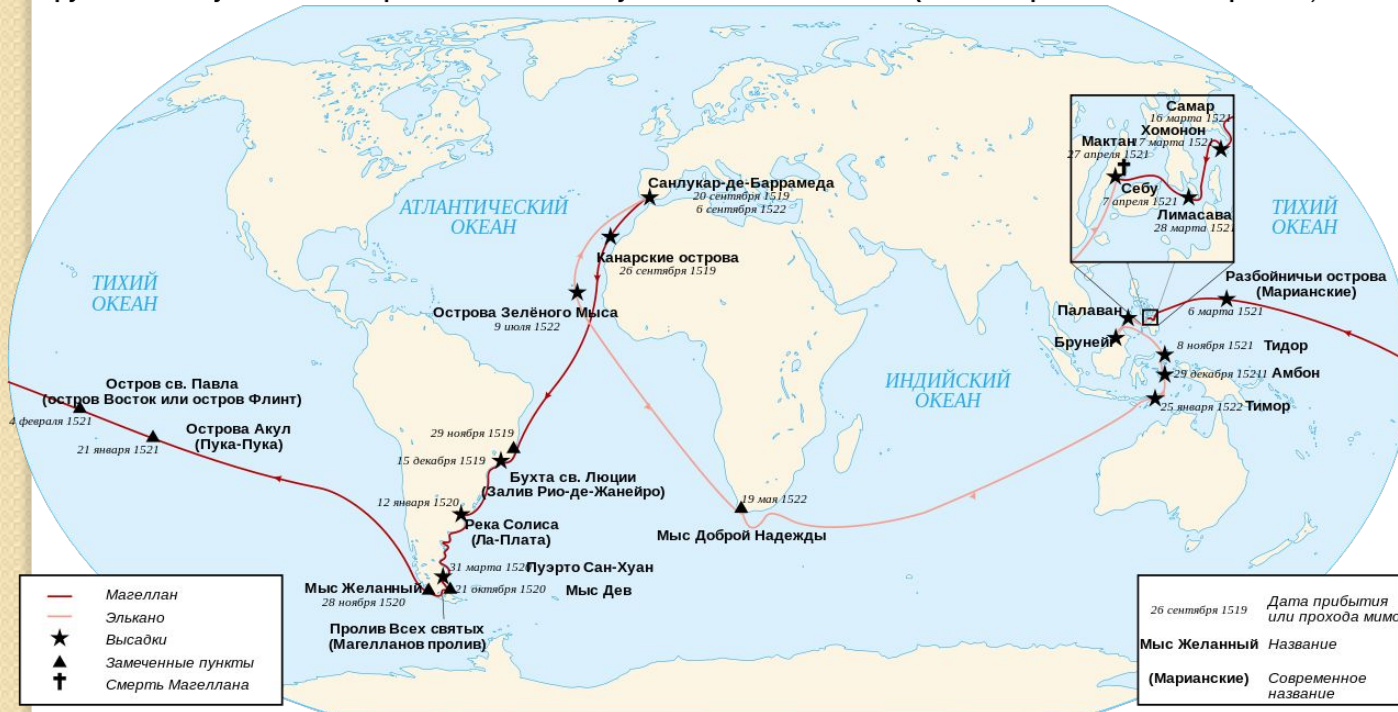 Самар
16 марта 1521
Хомонон
17 марта 1521
Мактан
27 апреля 1521
Себу
7 апреля 1521
Лимасава
28 марта 1521
Санлукар-де-Баррамеда
20 сентября 1519
6 сентября 1522
АТЛАНТИЧЕСКИЙ
ОКЕАН
ТИХИЙ
ОКЕАН
Канарские острова
26 сентября 1519
ТИХИЙ
ОКЕАН
Разбойничьи острова
(Марианские)
6 марта 1521
Острова Зелёного Мыса
9 июля 1522
Палаван
Бруней
8 ноября 1521 Тидор
29 декабря 1521 Амбон
25 января 1522 Тимор
ИНДИЙСКИЙ
ОКЕАН
Остров св. Павла
(остров Восток или остров Флинт)
4 февраля 1521
Острова Акул
(Пука-Пука)
21 января 1521
29 ноября 1519
15 декабря 1519
Бухта св. Люции
(Залив Рио-де-Жанейро)
12 января 1520
Река Солиса
(Ла-Плата)
19 мая 1522
Мыс Доброй Надежды
31 марта 1520 Пуэрто Сан-Хуан
Мыс Желанный
28 ноября 1520
21 октября 1520 Мыс Дев
Пролив Всех святых
(Магелланов пролив)
Магеллан
Элькано
Высадки
Замеченные пункты
Смерть Магеллана
26 сентября 1519 Дата прибытия
или прохода мимо
Мыс Желанный Название
(Марианские) Современное
название